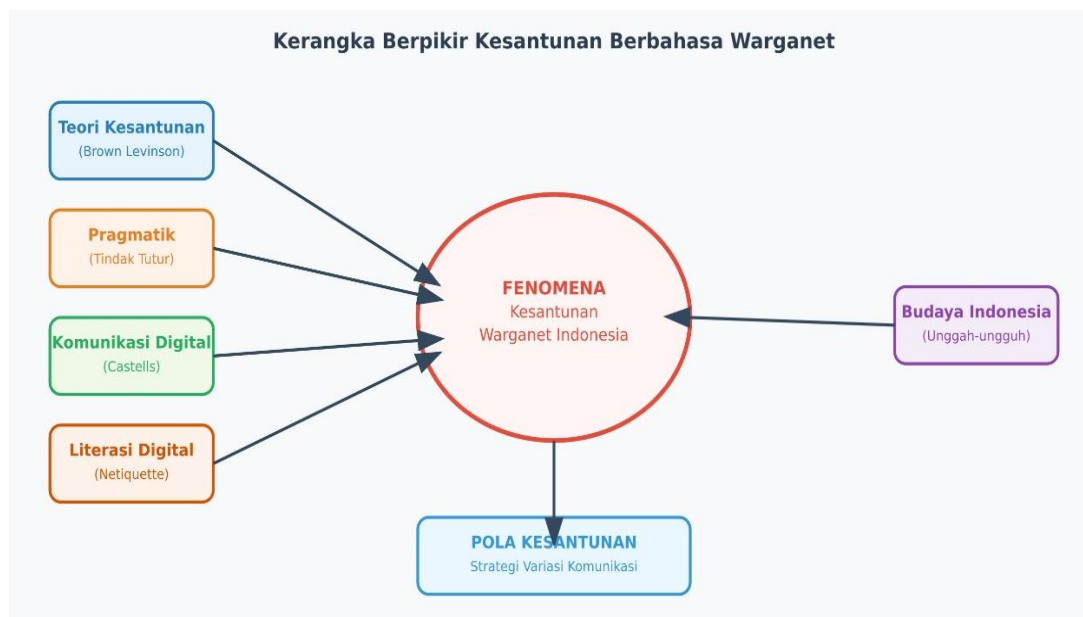 Kerangka Berpikir Kesantunan Berbahasa Warganet
Teori Kesantunan
(Brown Levinson)
Pragmatik
(Tindak Tutur)
Komunikasi Digital
(Castells)
Literasi Digital
(Netiquette)
FENOMENA
Kesantunan
Warganet Indonesia
Budaya Indonesia
(Unggah-ungguh)
POLA KESANTUNAN
Strategi Variasi Komunikasi